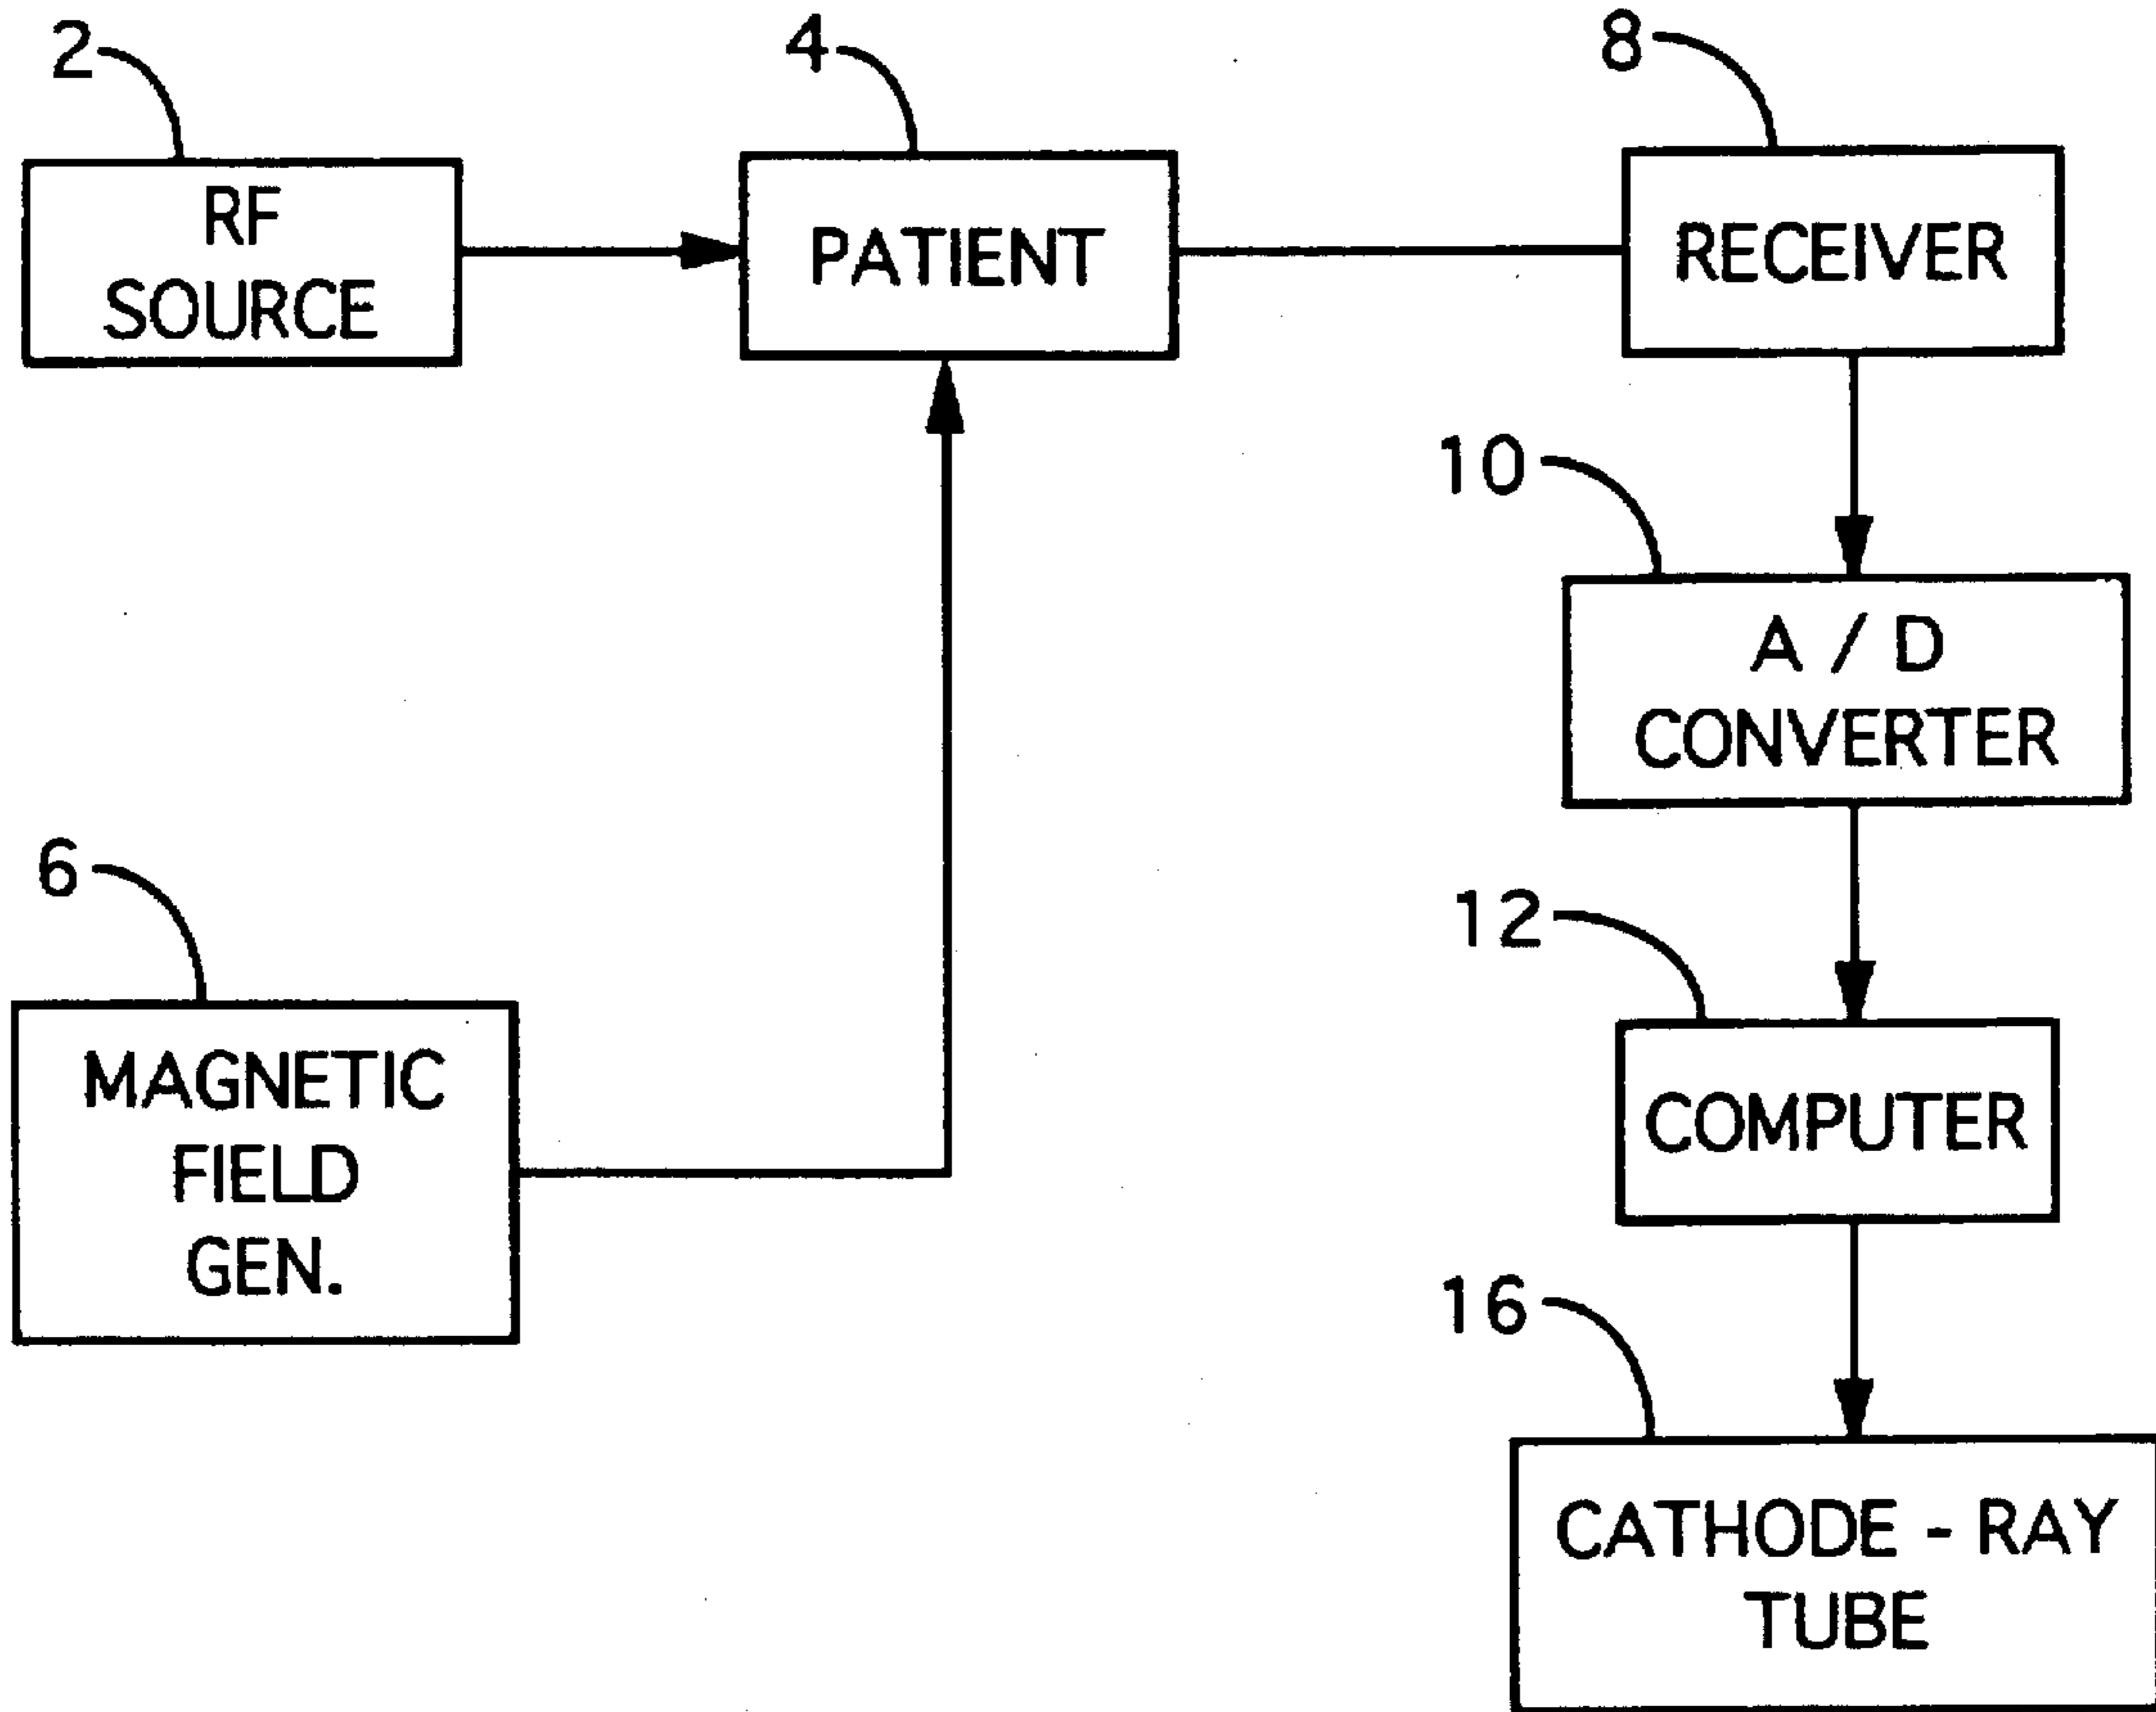 2
RF
SOURCE
4
PATIENT
8
RECEIVER
10
A / D
CONVERTER
6
MAGNETIC
FIELD
GEN.
12
COMPUTER
16
CATHODE - RAY
TUBE